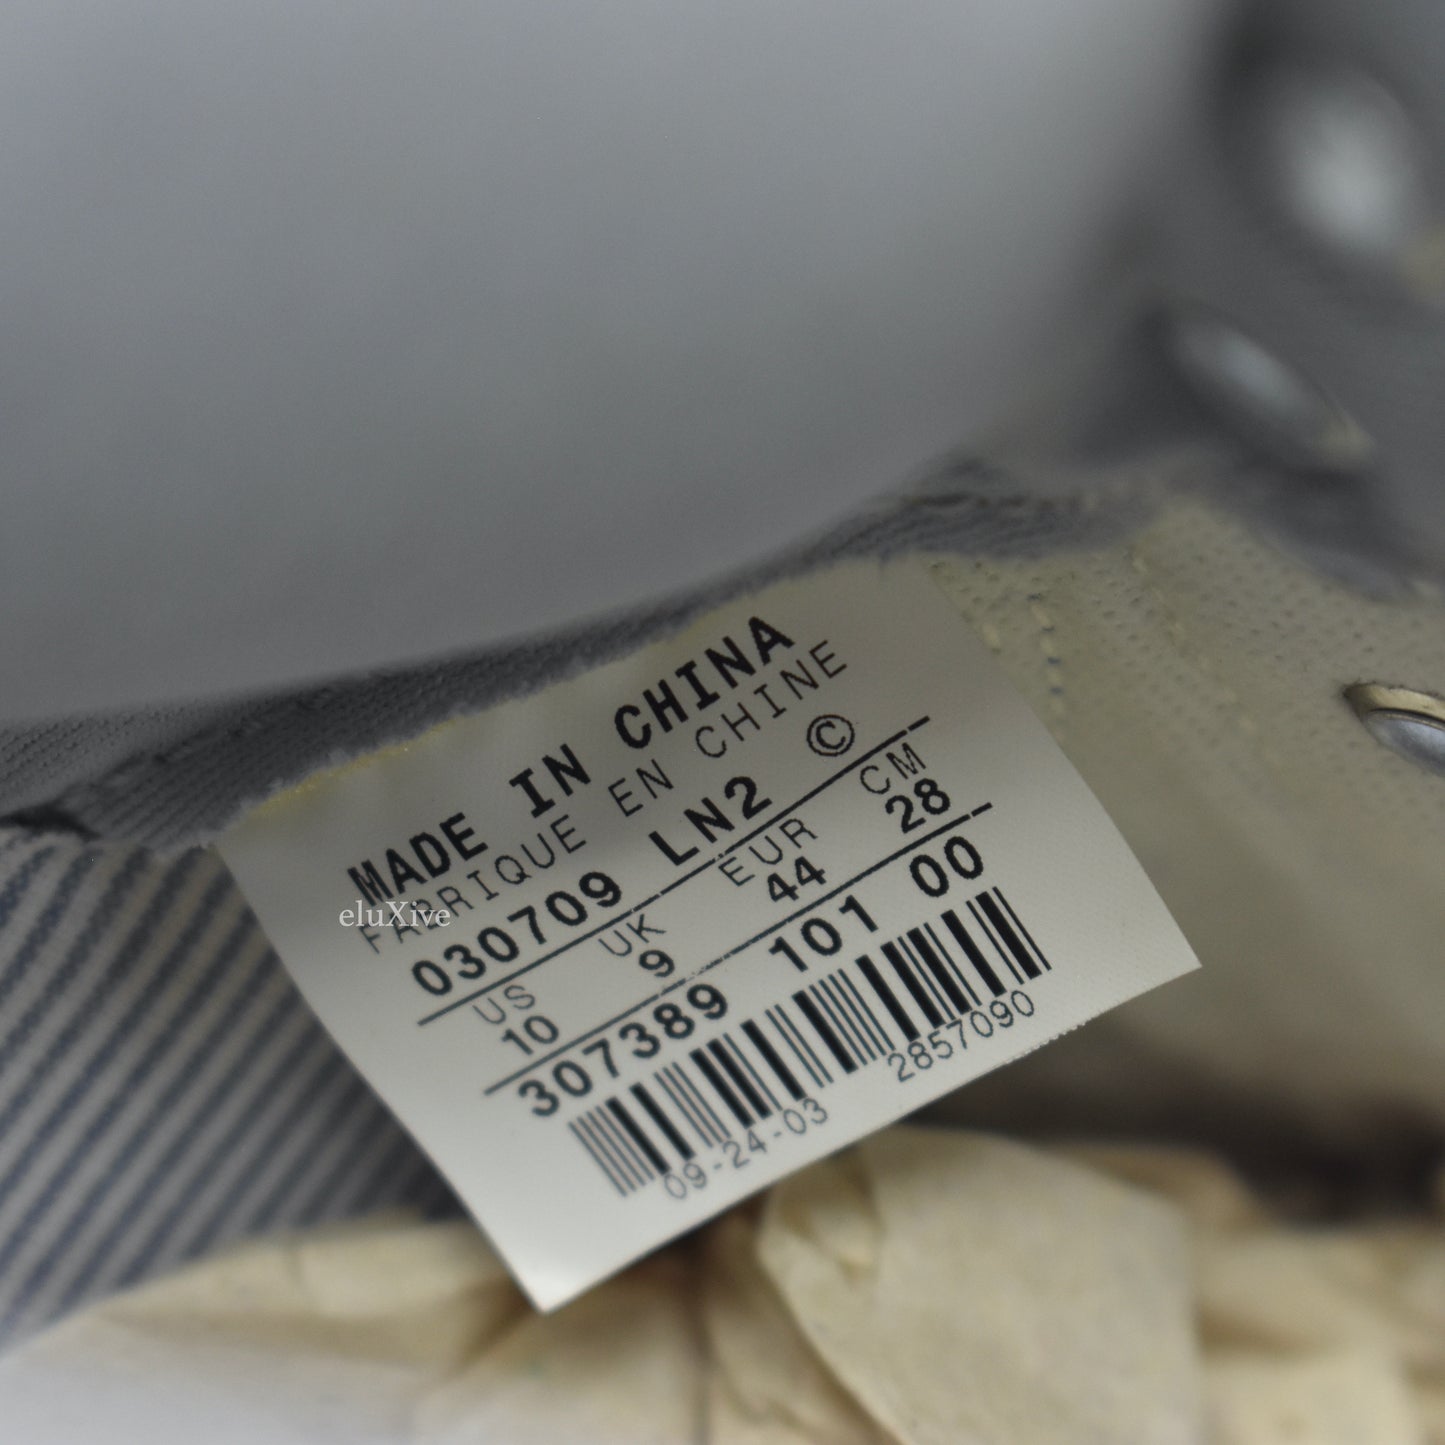 MADE IN CHINA
FABRIQUE EN CHINE
030709 LN2 ©
US UK EUR CM
10 9 44 28
307389 101 00
09-24-03 2857090
eluXive